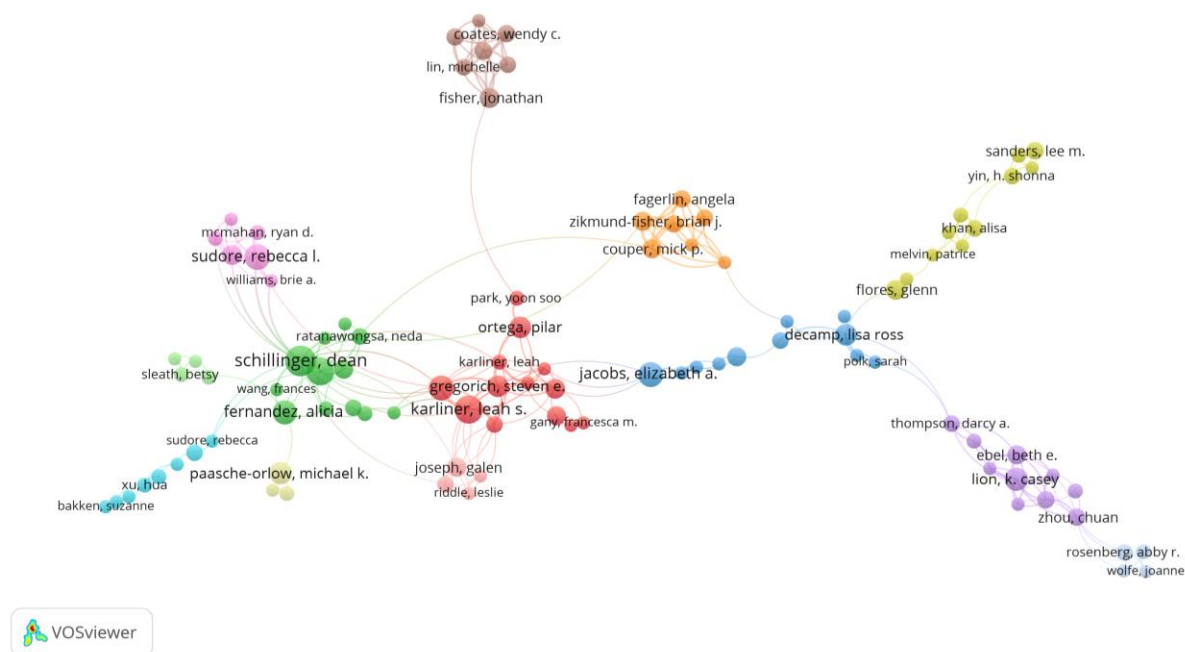 coates, wendy c.
lin, michelle
fisher, jonathan
sanders, lee m.
yin, h. shonna
fagerlin, angela
zikmund-fisher, brian j.
khan, alisa
mcmahan, ryan d.
couper, mick p.
sudore, rebecca l.
melvin, patrice
williams, brie a.
flores, glenn
park, yoon soo
ortega, pilar
ratanawongsa, neda
decamp, lisa ross
schillinger, dean
karliner, leah
polk, sarah
sleath, betsy
jacobs, elizabeth a.
wang, frances
gregorich, steven e.
fernandez, alicia
karliner, leah s.
gany, francesca m.
thompson, darcy a.
sudore, rebecca
ebel, beth e.
joseph, galen
paasche-orlow, michael k.
lion, k. casey
xu, hua
riddle, leslie
bakken, suzanne
zhou, chuan
rosenberg, abby r.
wolfe, joanne
VOSviewer